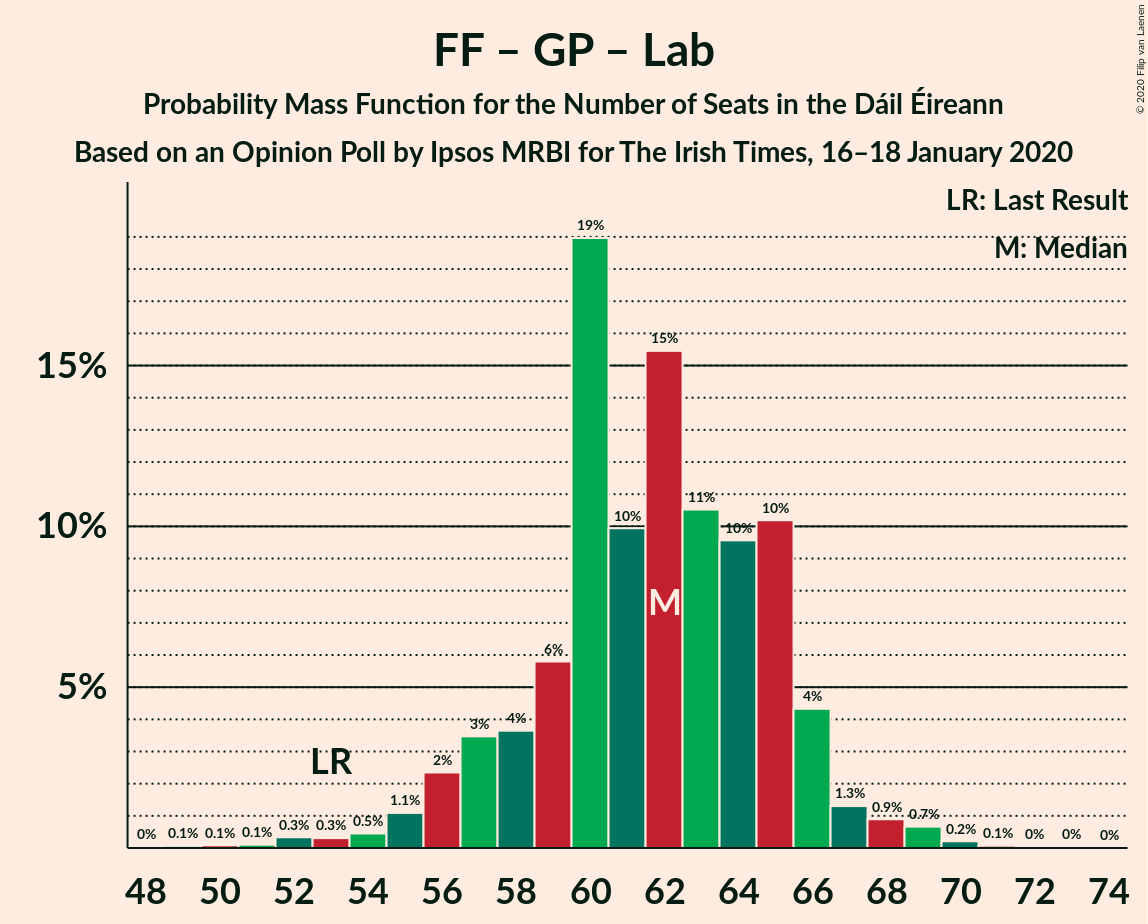 FF – GP – Lab
Probability Mass Function for the Number of Seats in the Dáil Éireann
Based on an Opinion Poll by Ipsos MRBI for The Irish Times, 16–18 January 2020
© 2020 Filip van Laenen
LR: Last Result
M: Median
19%
15%
15%
11%
10%
10%
10%
10%
M
6%
5%
4%
4%
3%
LR
2%
1.3%
1.1%
0.9%
0.7%
0.5%
0.3%
0.3%
0.2%
0% 0.1% 0.1% 0.1%
0.1% 0% 0% 0%
48 50 52 54 56 58 60 62 64 66 68 70 72 74